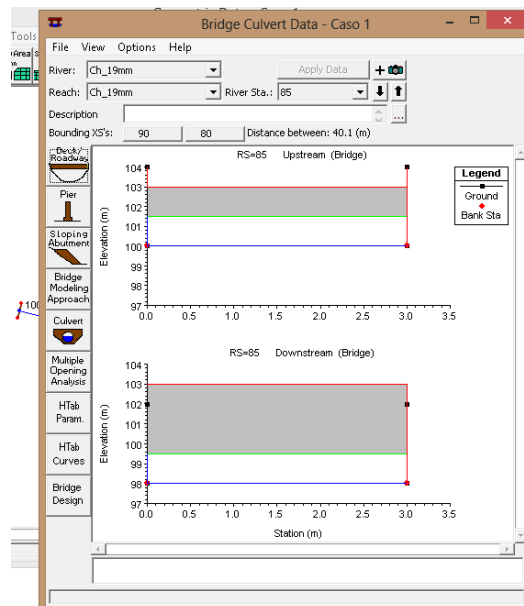 Tools
Area S
Bridge Culvert Data - Caso 1
File View Options Help
River: Ch_19mm Apply Data
Reach: Ch_19mm River Sta.: 85
Description ...
Bounding XS's: 90 80 Distance between: 40.1 (m)
Deck/
Roadway
Pier
Sloping
Abutment
Bridge
Modeling
Approach
Culvert
Multiple
Opening
Analysis
HTab
Param.
HTab
Curves
Bridge
Design
100
RS=85 Upstream (Bridge)
104
103
102
101
100
99
98
97
Elevation (m)
0.0 0.5 1.0 1.5 2.0 2.5 3.0 3.5
Legend
Ground
Bank Sta
RS=85 Downstream (Bridge)
104
103
102
101
100
99
98
97
Elevation (m)
0.0 0.5 1.0 1.5 2.0 2.5 3.0 3.5
Station (m)